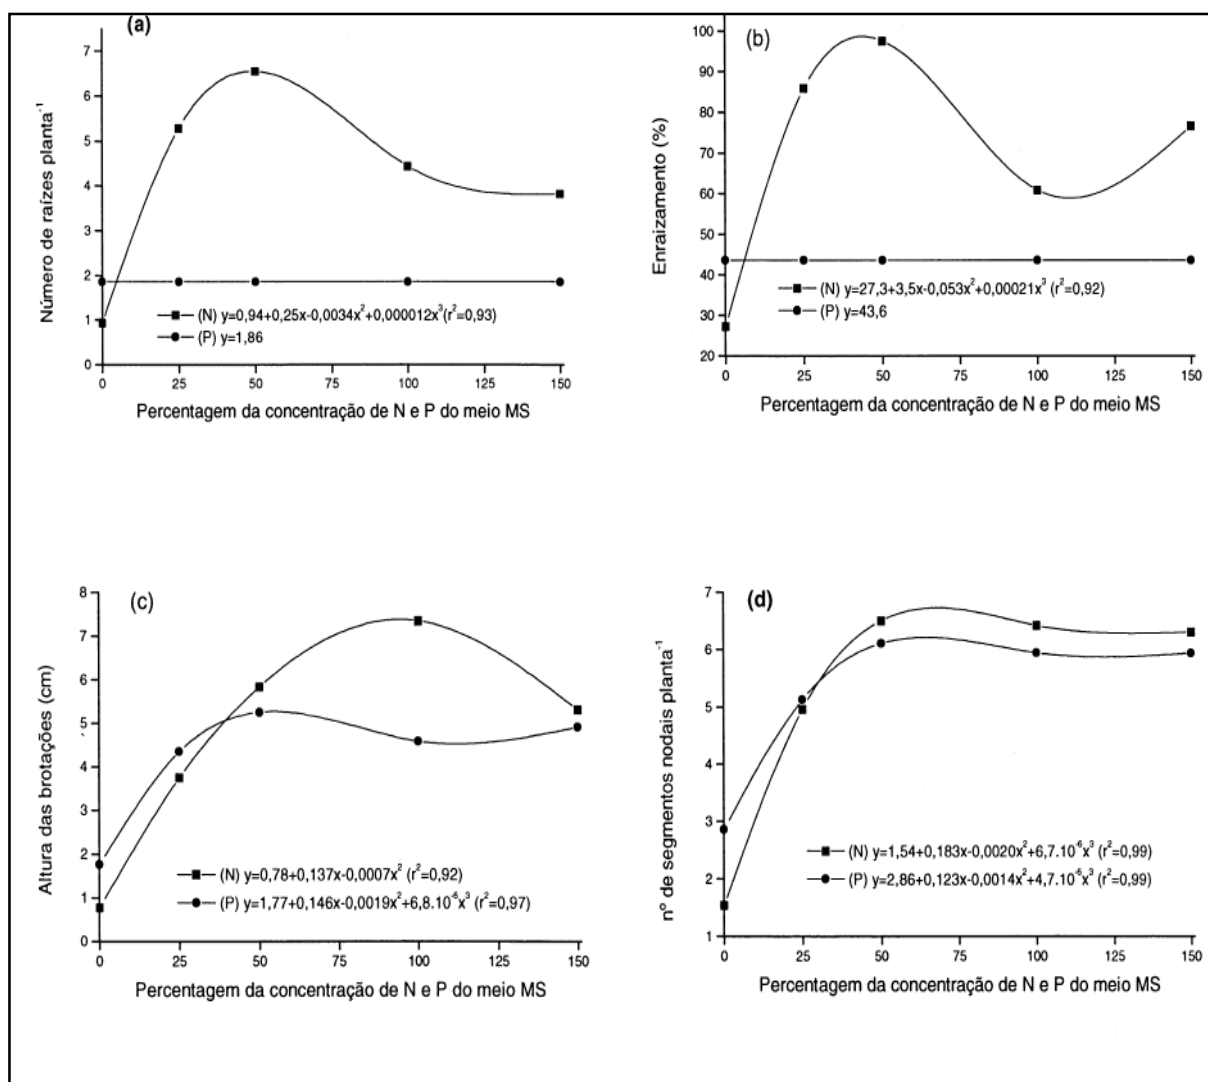 (a)
7
6
5
4
3
2
1
0
Número de raízes planta⁻¹
(N) y=0,94+0,25x-0,0034x²+0,000012x³(r²=0,93)
(P) y=1,86
0 25 50 75 100 125 150
Percentagem da concentração de N e P do meio MS
(b)
100
90
80
70
60
50
40
30
20
Enraizamento (%)
(N) y=27,3+3,5x-0,053x²+0,00021x³ (r²=0,92)
(P) y=43,6
0 25 50 75 100 125 150
Percentagem da concentração de N e P do meio MS
(c)
8
7
6
5
4
3
2
1
0
Altura das brotações (cm)
(N) y=0,78+0,137x-0,0007x² (r²=0,92)
(P) y=1,77+0,146x-0,0019x²+6,8.10⁻⁶x³ (r²=0,97)
0 25 50 75 100 125 150
Percentagem da concentração de N e P do meio MS
(d)
7
6
5
4
3
2
1
nº de segmentos nodais planta⁻¹
(N) y=1,54+0,183x-0,0020x²+6,7.10⁻⁶x³ (r²=0,99)
(P) y=2,86+0,123x-0,0014x²+4,7.10⁻⁶x³ (r²=0,99)
0 25 50 75 100 125 150
Percentagem da concentração de N e P do meio MS